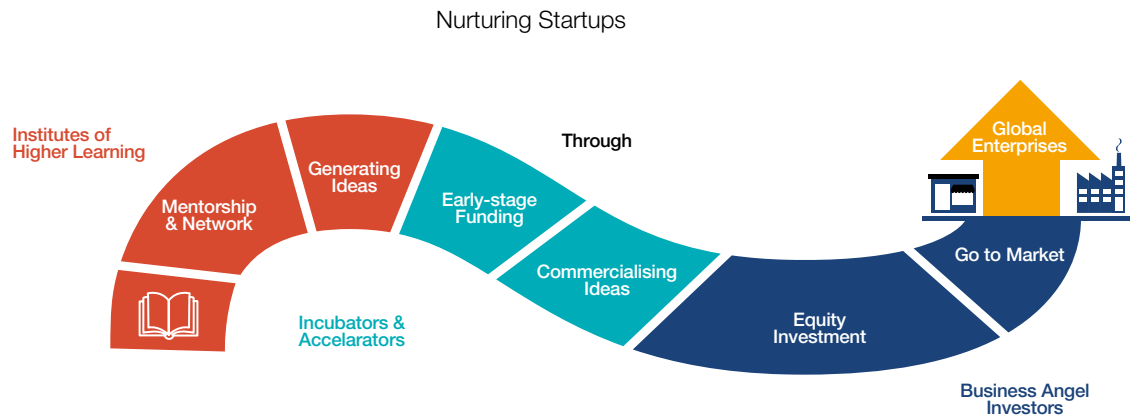 Nurturing Startups
Institutes of
Higher Learning
Mentorship
& Network
Generating
Ideas
Early-stage
Funding
Through
Commercialising
Ideas
Incubators &
Accelarators
Equity
Investment
Go to Market
Global
Enterprises
Business Angel
Investors